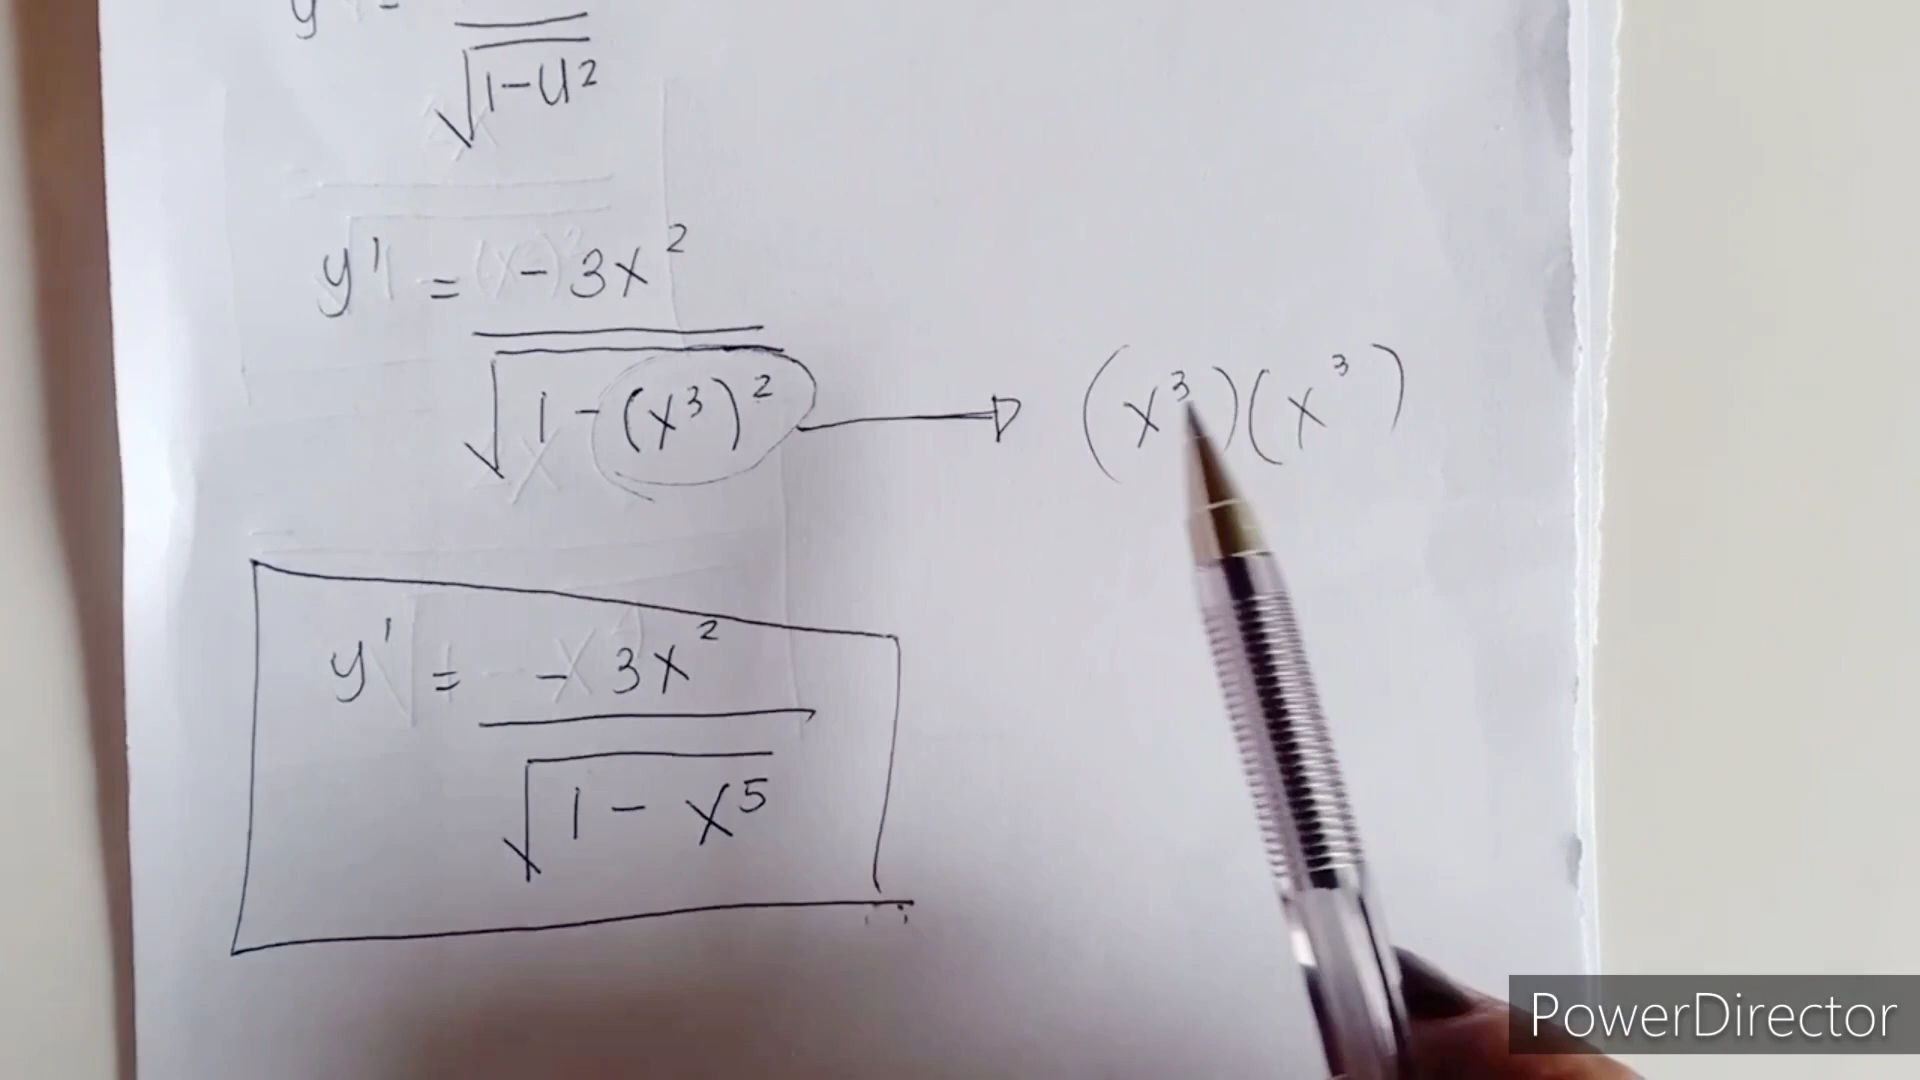 y' =
√1-u²
y' = -3x²
√1-(x³)² → (x³)(x³)
y' = -3x²
√1-x⁵
PowerDirector